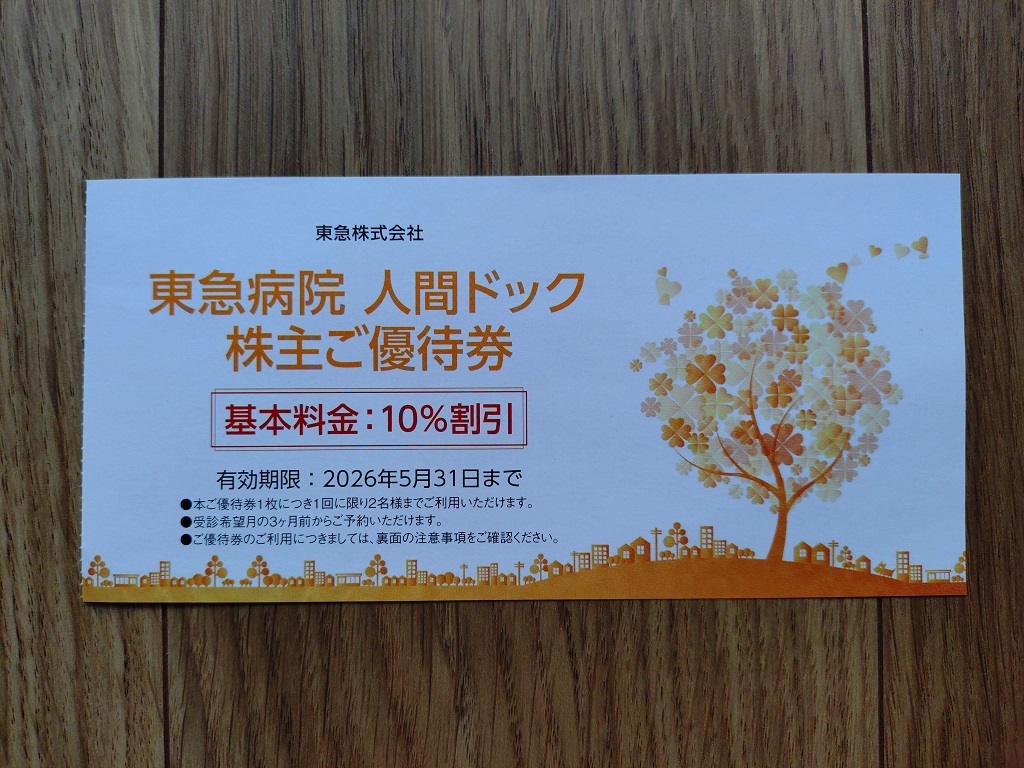 東急株式会社
東急病院 人間ドック
株主ご優待券
基本料金：10％割引
有効期限：2026年5月31日まで
●本ご優待券1枚につき1回に限り2名様までご利用いただけます。
●受診希望月の3ヶ月前からご予約いただけます。
●ご優待券のご利用につきましては、裏面の注意事項をご確認ください。